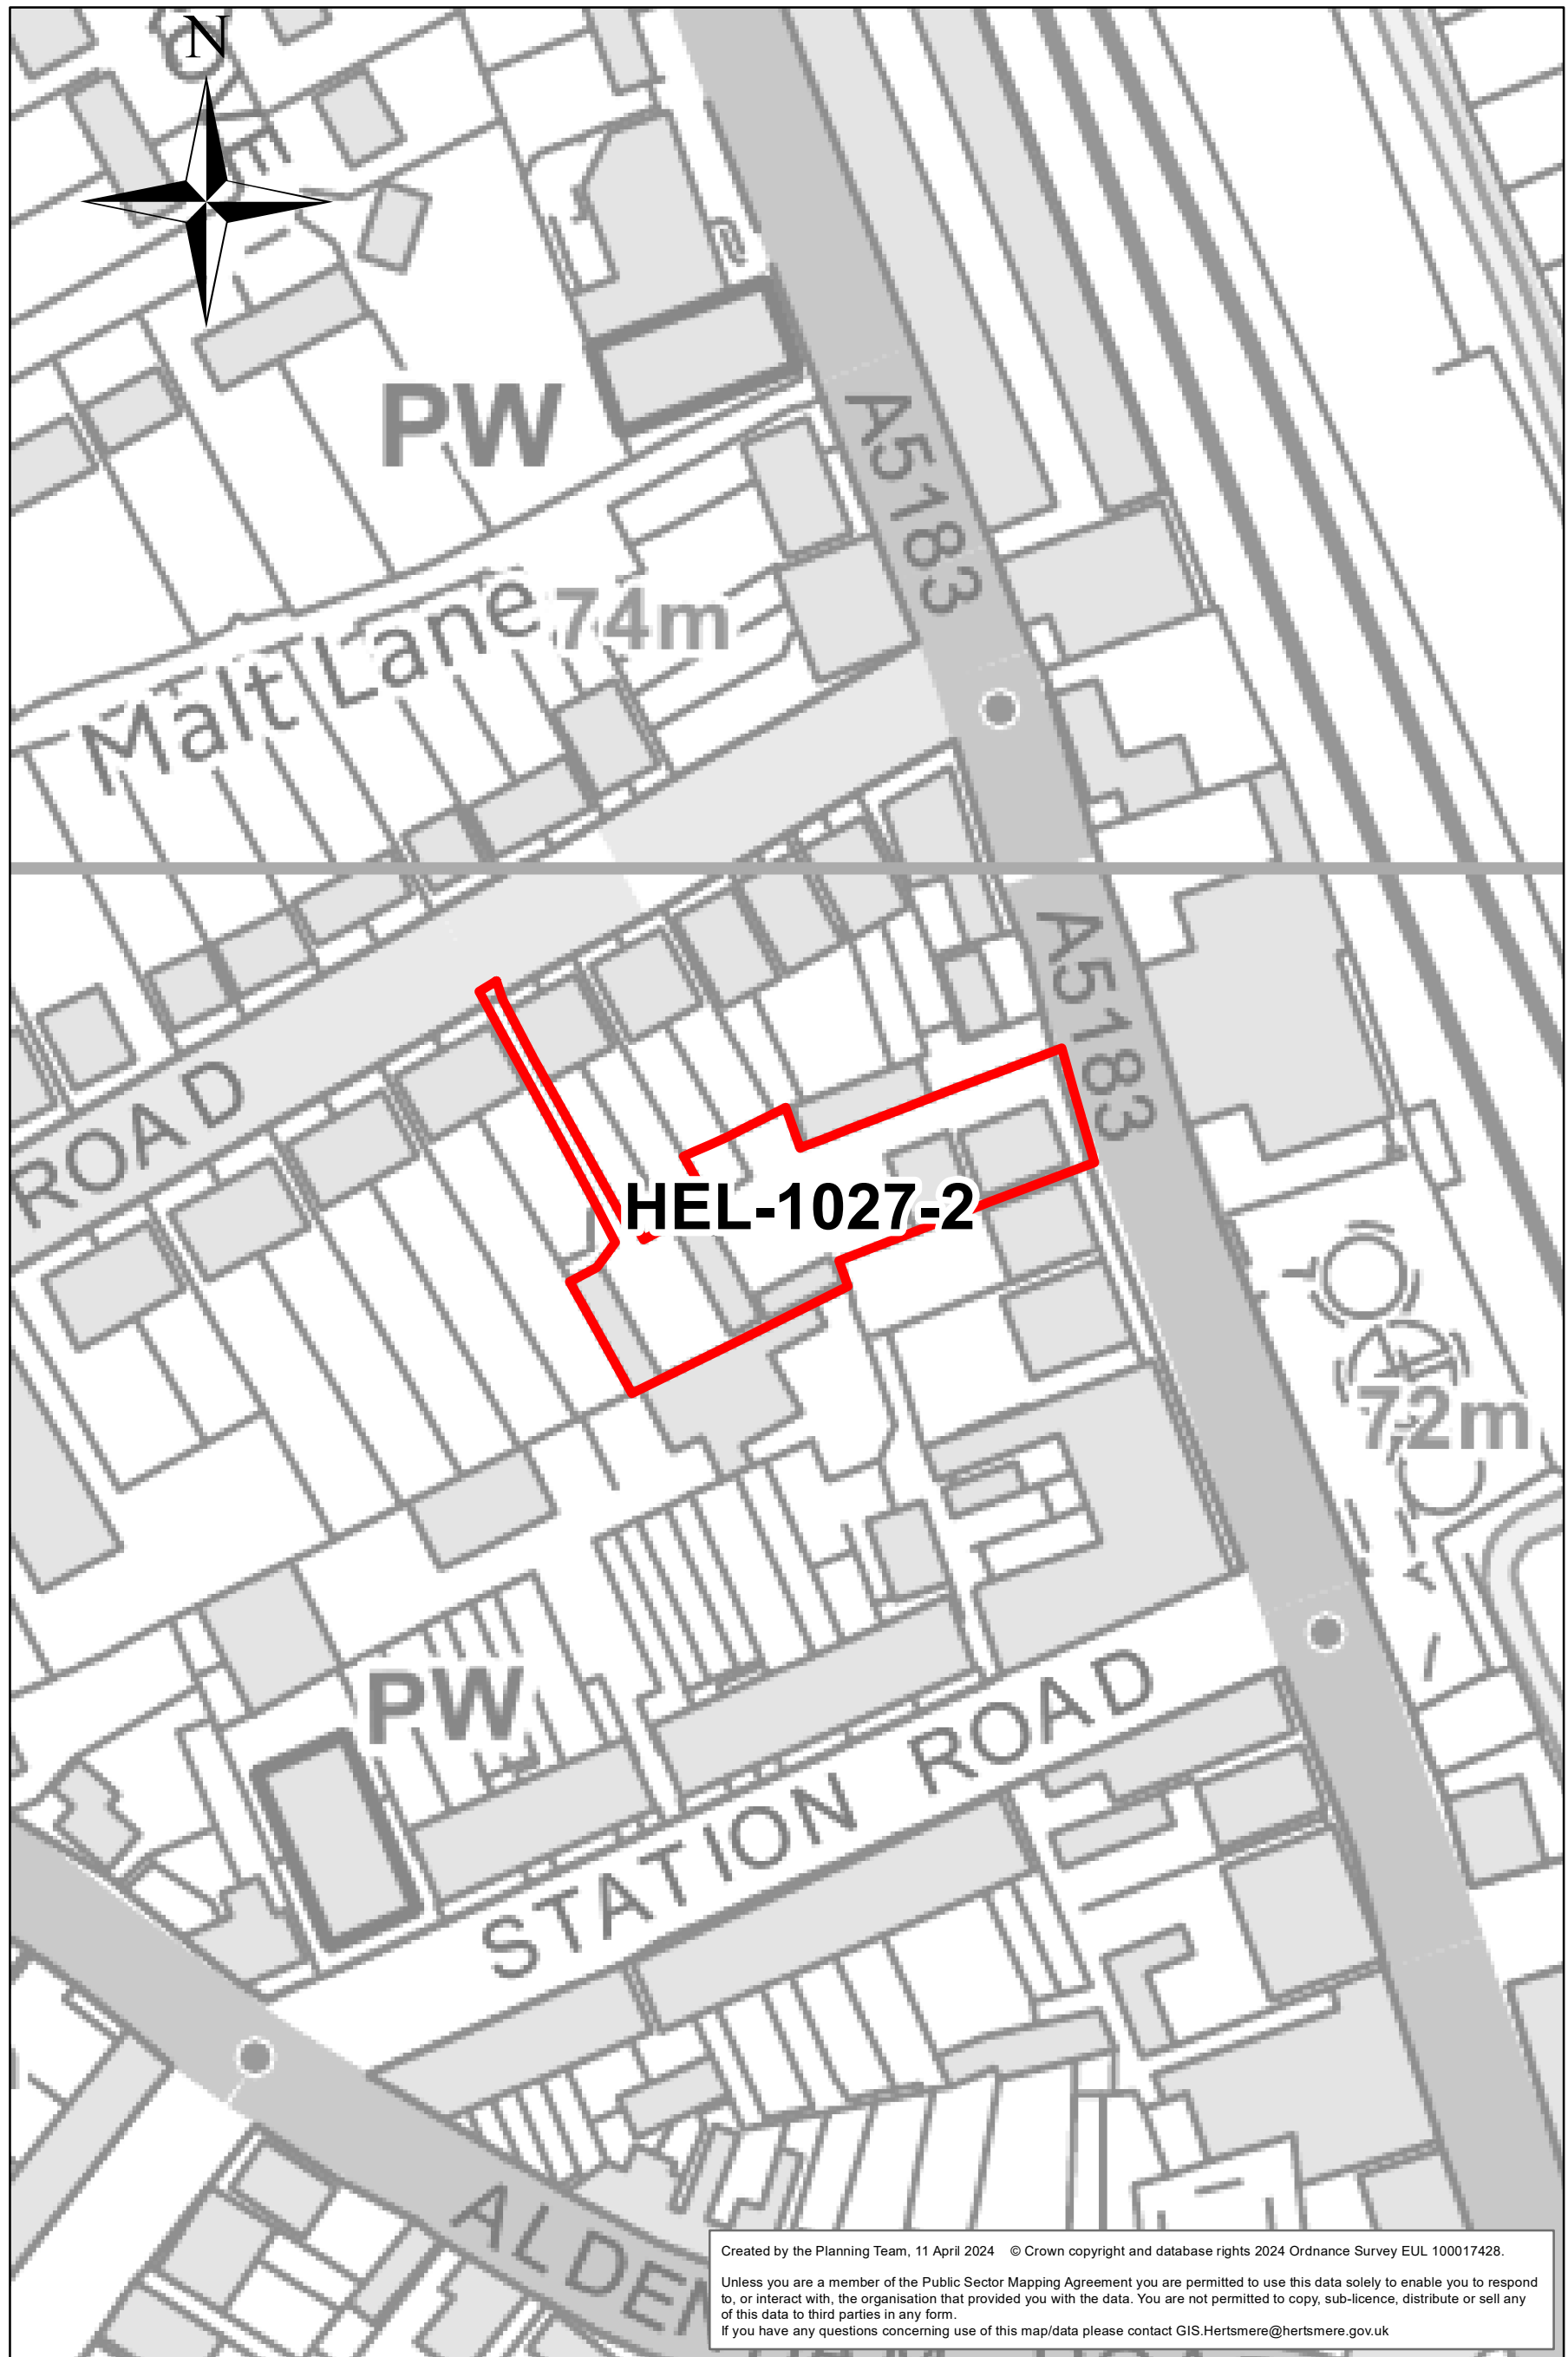 N
PW
A5183
Malt Lane
74m
A5183
ROAD
HEL-1027-2
72m
PW
STATION ROAD
Created by the Planning Team, 11 April 2024 © Crown copyright and database rights 2024 Ordnance Survey EUL 100017428.
Unless you are a member of the Public Sector Mapping Agreement you are permitted to use this data solely to enable you to respond
to, or interact with, the organisation that provided you with the data. You are not permitted to copy, sub-licence, distribute or sell any
of this data to third parties in any form.
If you have any questions concerning use of this map/data please contact GIS.Hertsmere@hertsmere.gov.uk